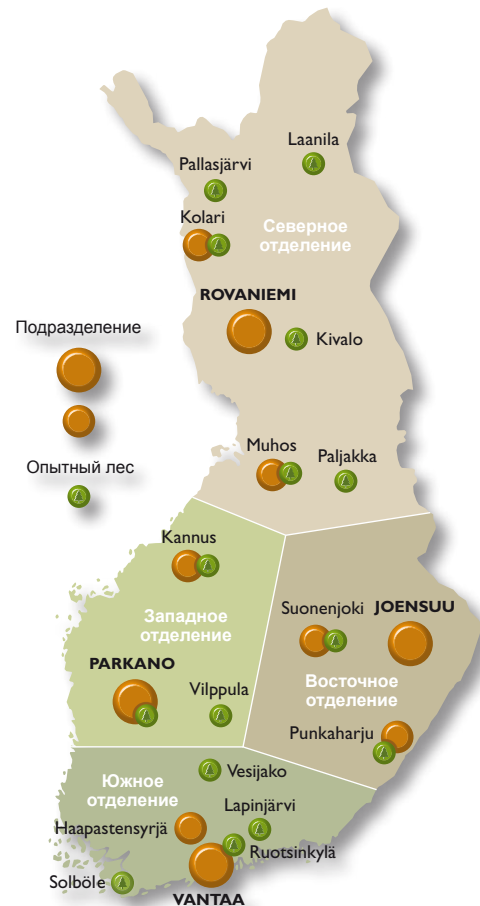 Laanila
Pallasjärvi
Kolari
Северное
отделение
ROVANIEMI
Подразделение
Kivalo
Muhos
Paljakka
Опытный лес
Kannus
Suonenjoki
JOENSUU
Западное
отделение
PARKANO
Vilppula
Восточное
отделение
Punkaharju
Vesijako
Южное
отделение
Lapinjärvi
Haapastensyrjä
Ruotsinkylä
Solböle
VANTAA